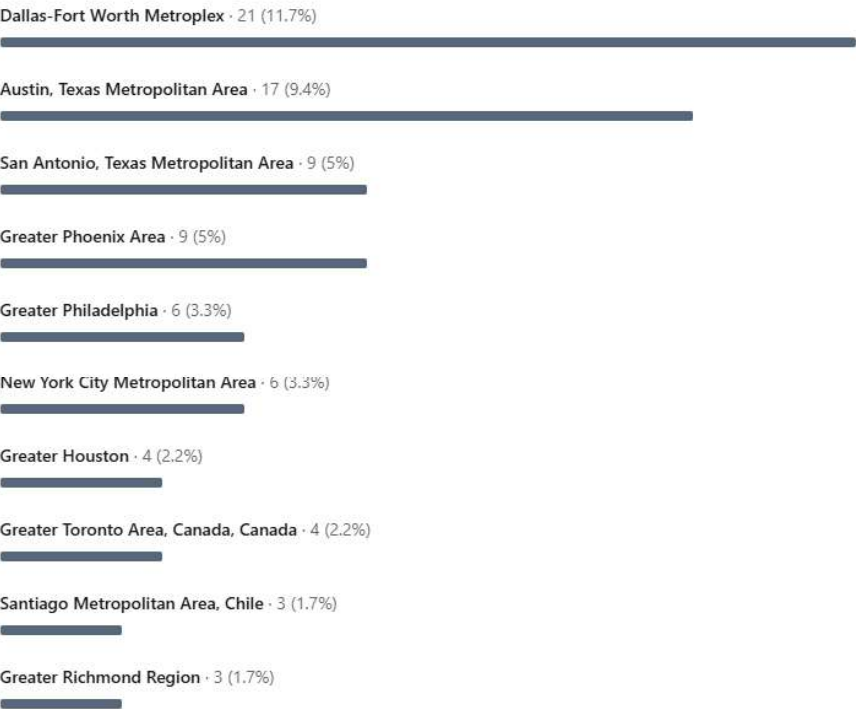 Dallas-Fort Worth Metroplex · 21 (11.7%)
Austin, Texas Metropolitan Area · 17 (9.4%)
San Antonio, Texas Metropolitan Area · 9 (5%)
Greater Phoenix Area · 9 (5%)
Greater Philadelphia · 6 (3.3%)
New York City Metropolitan Area · 6 (3.3%)
Greater Houston · 4 (2.2%)
Greater Toronto Area, Canada, Canada · 4 (2.2%)
Santiago Metropolitan Area, Chile · 3 (1.7%)
Greater Richmond Region · 3 (1.7%)